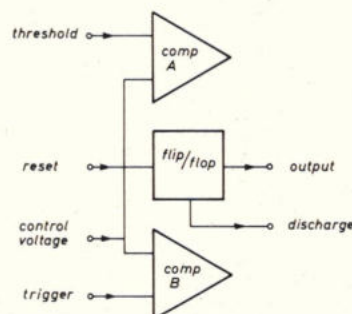 threshold
comp
A
reset
flip/flop
output
control
voltage
discharge
comp
B
trigger